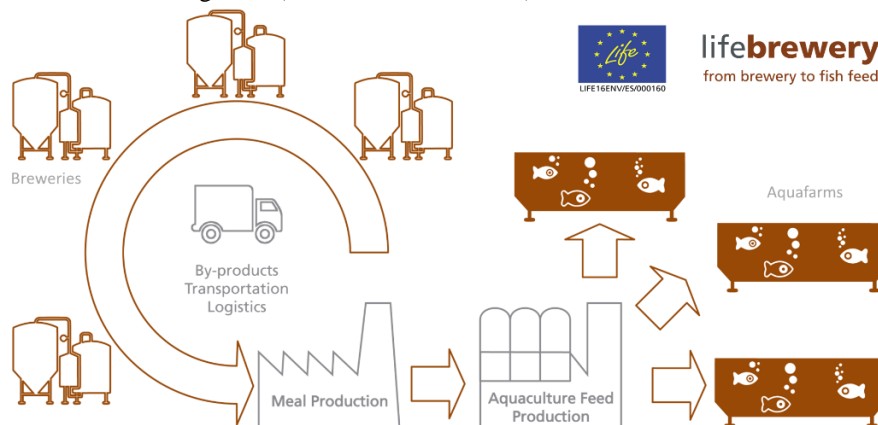 Life
LIFE16ENV/ES/000160
lifebrewery
from brewery to fish feed
Breweries
By-products
Transportation
Logistics
Aquafarms
Meal Production
Aquaculture Feed
Production